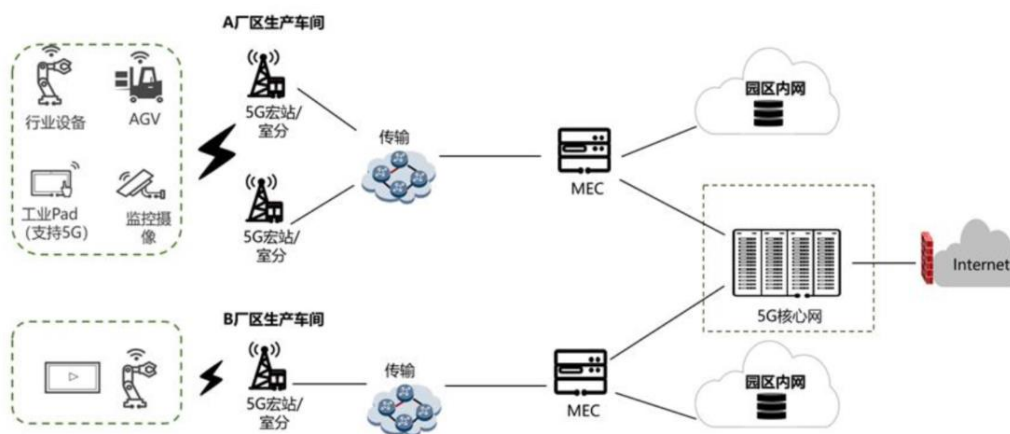 A厂区生产车间
行业设备
AGV
5G宏站/
室分
传输
MEC
园区内网
工业Pad
（支持5G）
监控摄
像
5G宏站/
室分
5G核心网
Internet
B厂区生产车间
5G宏站/
室分
传输
MEC
园区内网